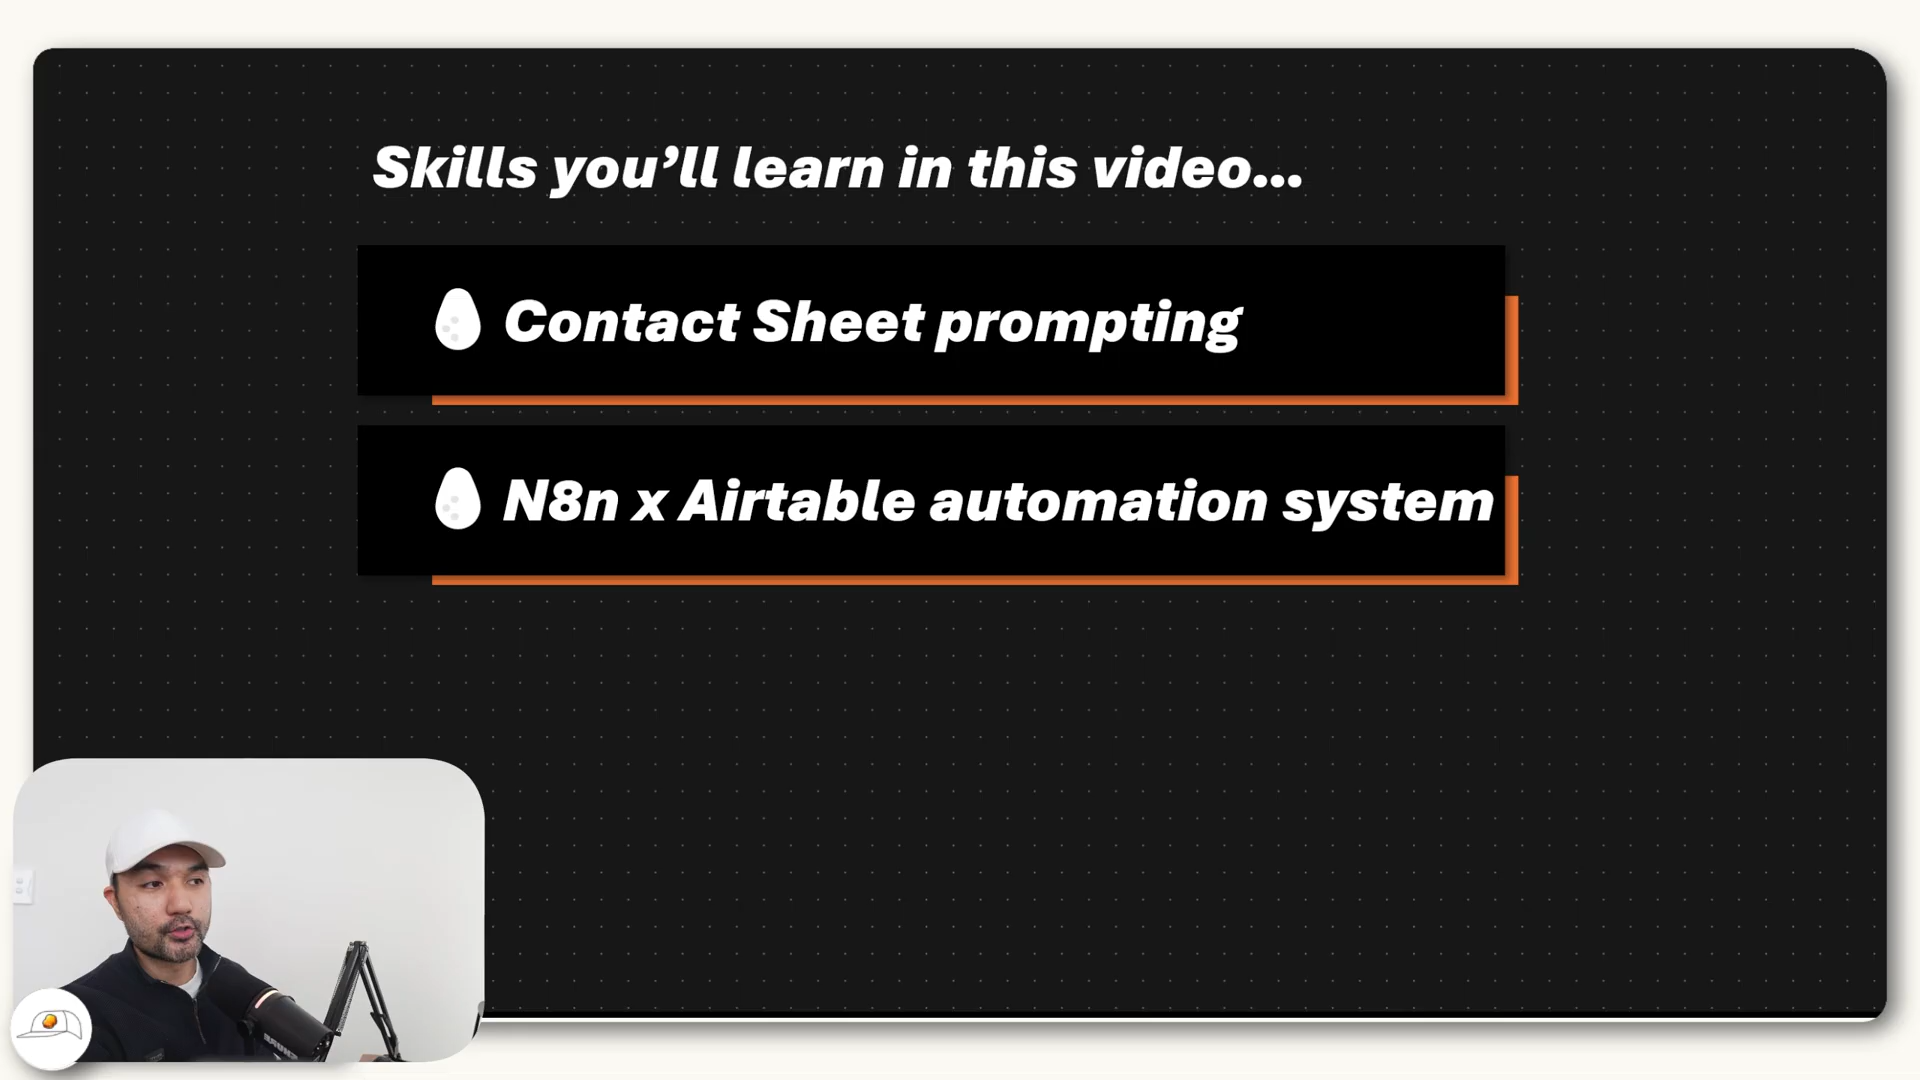 Skills you’ll learn in this video...
Contact Sheet prompting
N8n x Airtable automation system